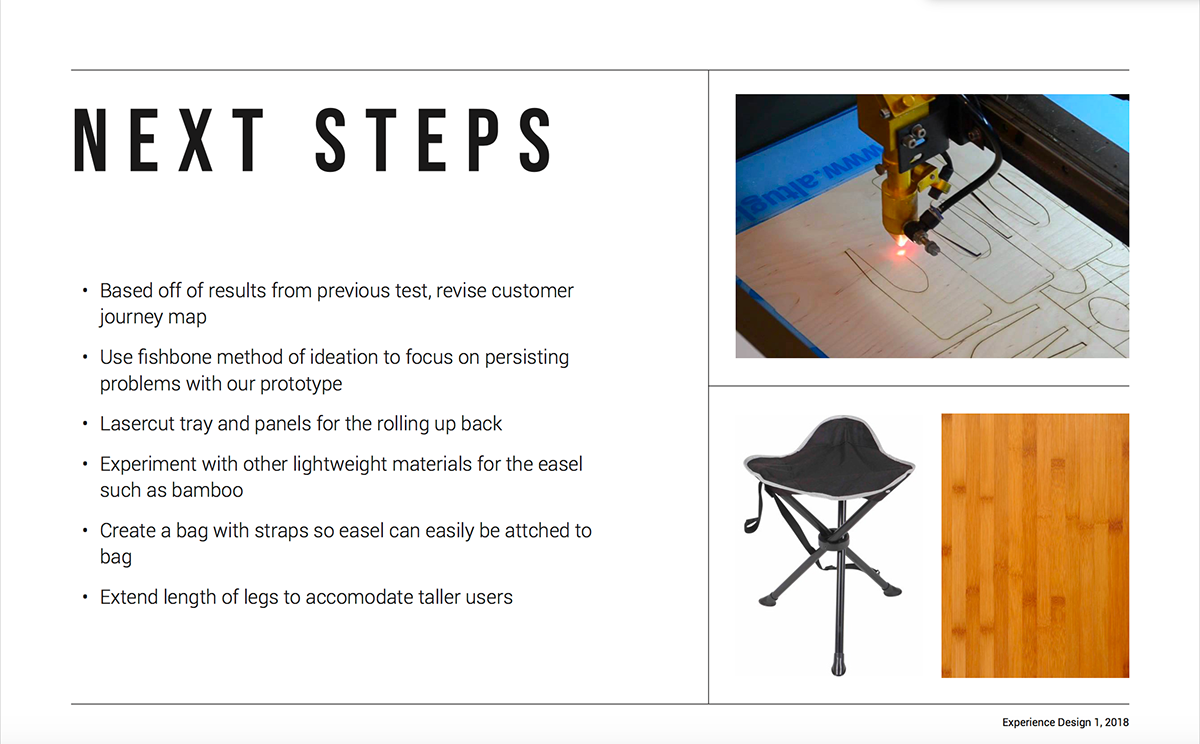 NEXT STEPS
• Based off of results from previous test, revise customer
journey map
• Use fishbone method of ideation to focus on persisting
problems with our prototype
• Lasercut tray and panels for the rolling up back
• Experiment with other lightweight materials for the easel
such as bamboo
• Create a bag with straps so easel can easily be attched to
bag
• Extend length of legs to accomodate taller users
www.altugl
Experience Design 1, 2018